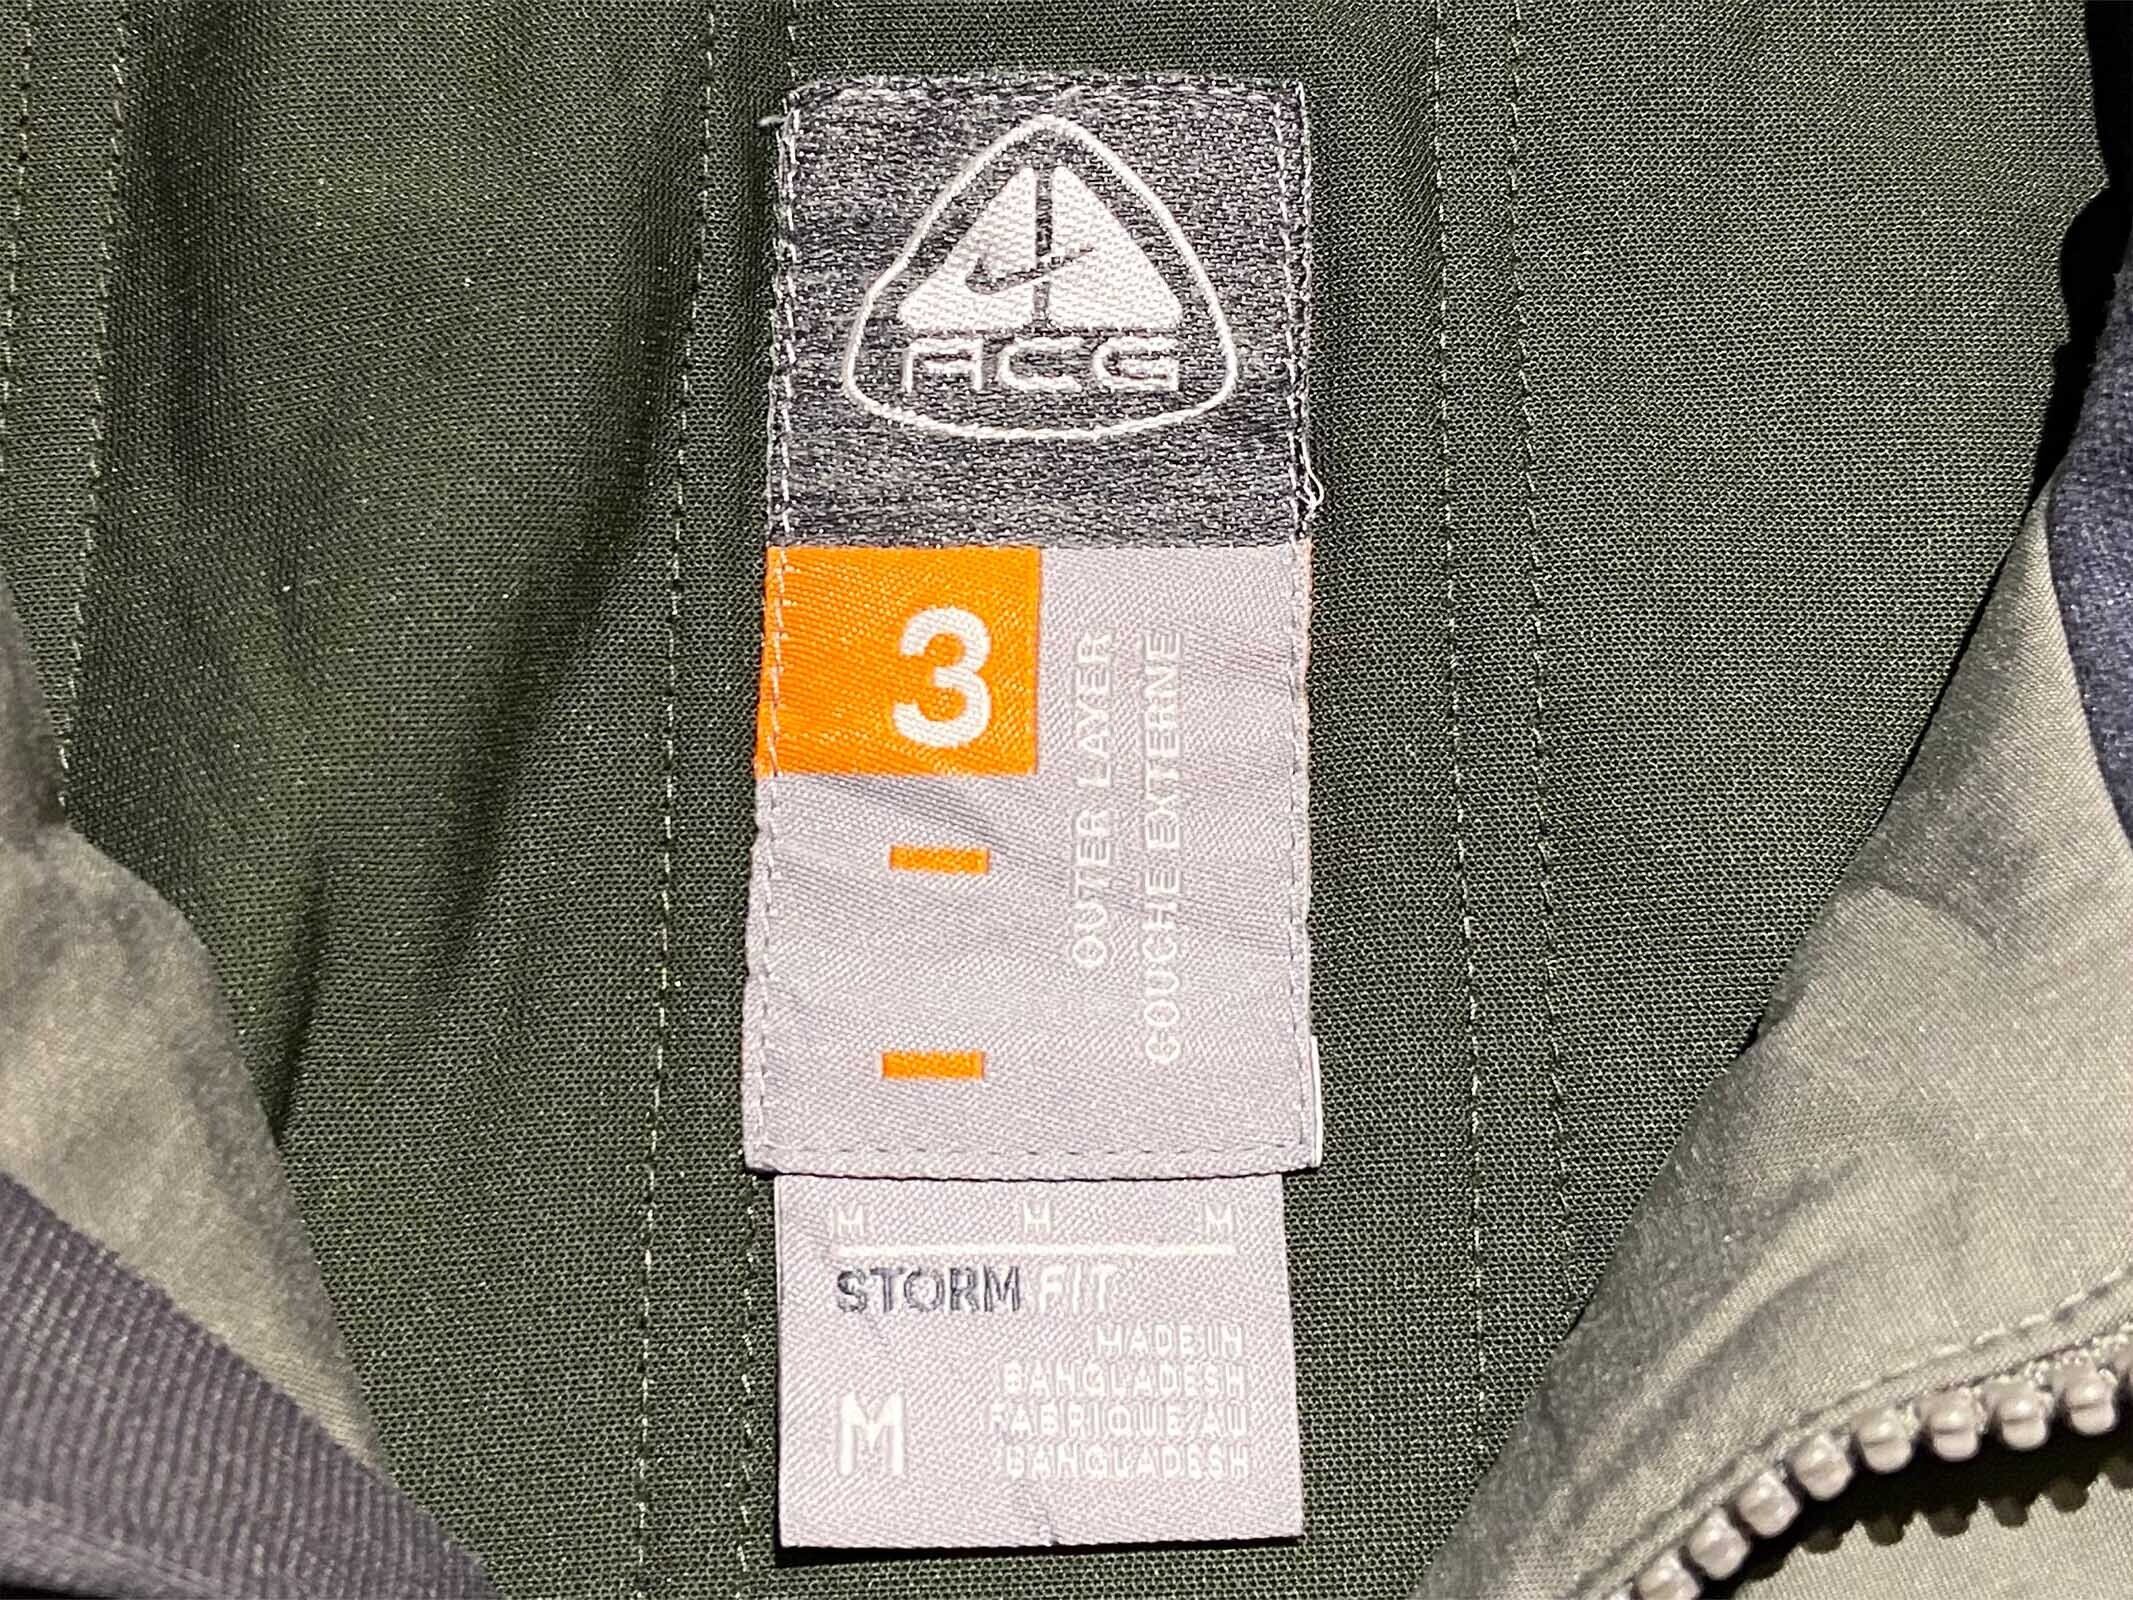 ACG
3
OUTER LAYER
COUCHE EXTERNE
M M M
STORM FIT
MADE IN
BANGLADESH
M
FABRIQUE AU
BANGLADESH